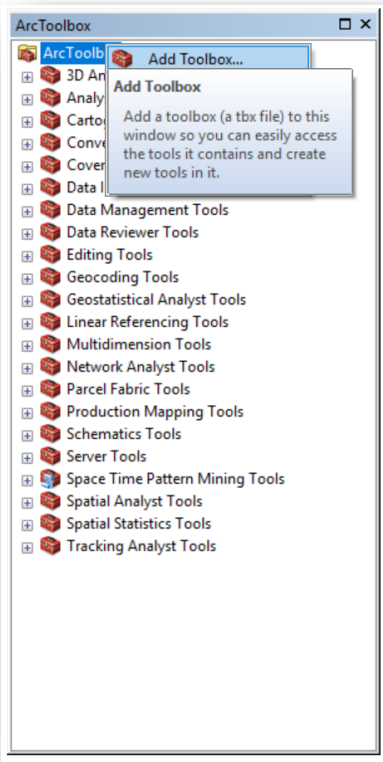 ArcToolbox
ArcToolb
Add Toolbox...
3D An
Add Toolbox
Analy
Add a toolbox (a tbx file) to this
Cartog
window so you can easily access
Conve
the tools it contains and create
Cover
new tools in it.
Data I
Data Management Tools
Data Reviewer Tools
Editing Tools
Geocoding Tools
Geostatistical Analyst Tools
Linear Referencing Tools
Multidimension Tools
Network Analyst Tools
Parcel Fabric Tools
Production Mapping Tools
Schematics Tools
Server Tools
Space Time Pattern Mining Tools
Spatial Analyst Tools
Spatial Statistics Tools
Tracking Analyst Tools